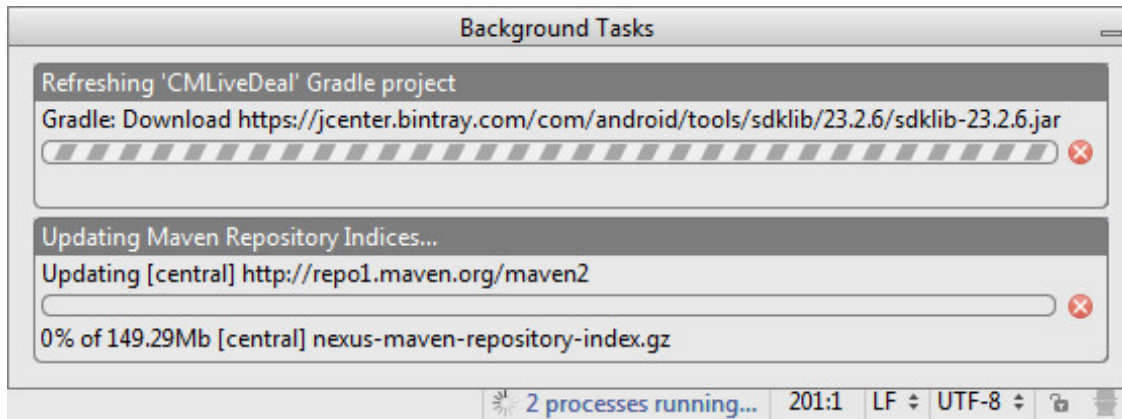 Background Tasks
Refreshing 'CMLiveDeal' Gradle project
Gradle: Download https://jcenter.bintray.com/com/android/tools/sdklib/23.2.6/sdklib-23.2.6.jar
Updating Maven Repository Indices...
Updating [central] http://repo1.maven.org/maven2
0% of 149.29Mb [central] nexus-maven-repository-index.gz
2 processes running... 201:1 LF UTF-8